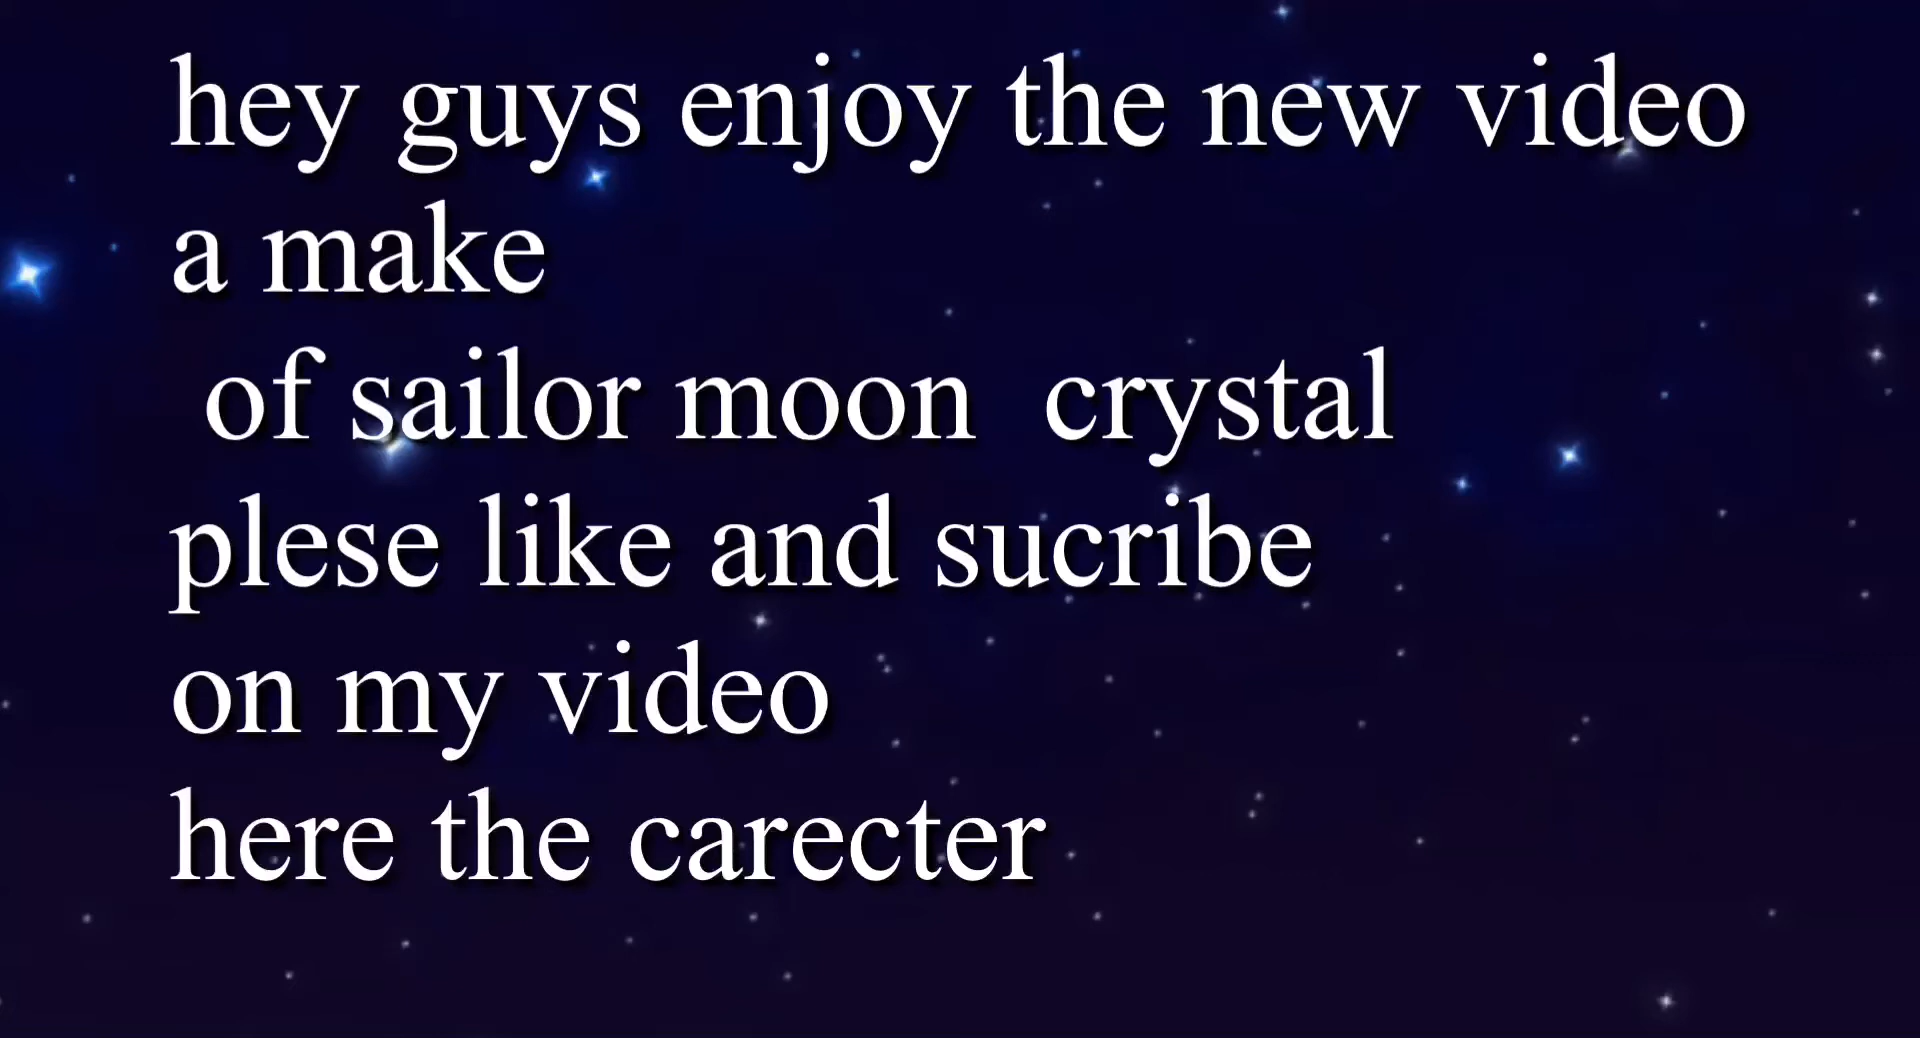 hey guys enjoy the new video
a make
of sailor moon  crystal
plese like and sucribe
on my video
here the carecter